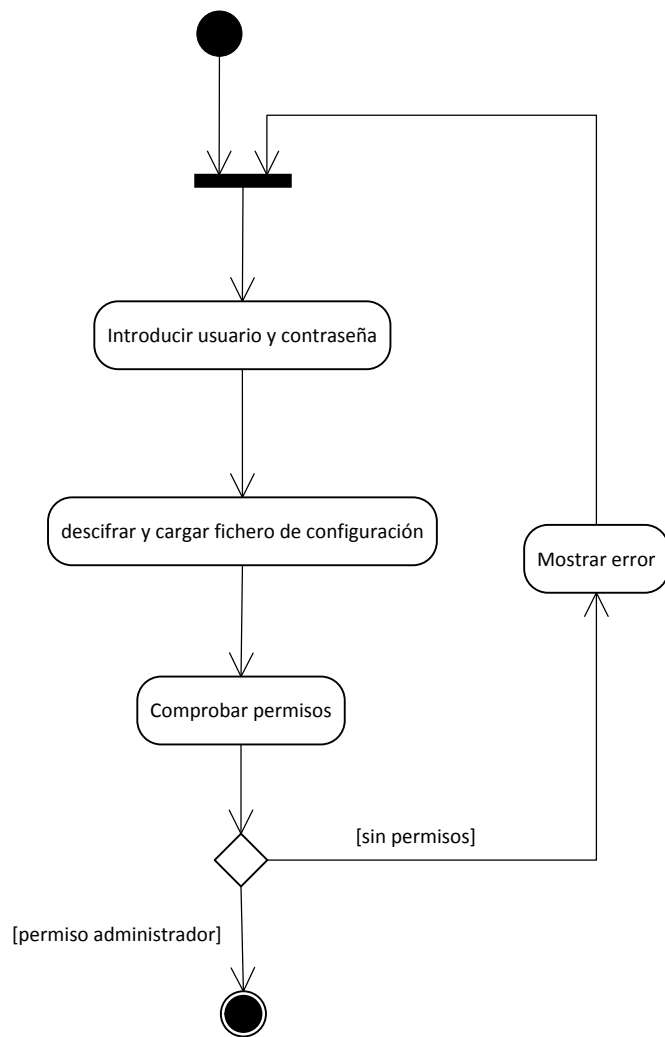 Introducir usuario y contraseña
descifrar y cargar fichero de configuración
Mostrar error
Comprobar permisos
[sin permisos]
[permiso administrador]